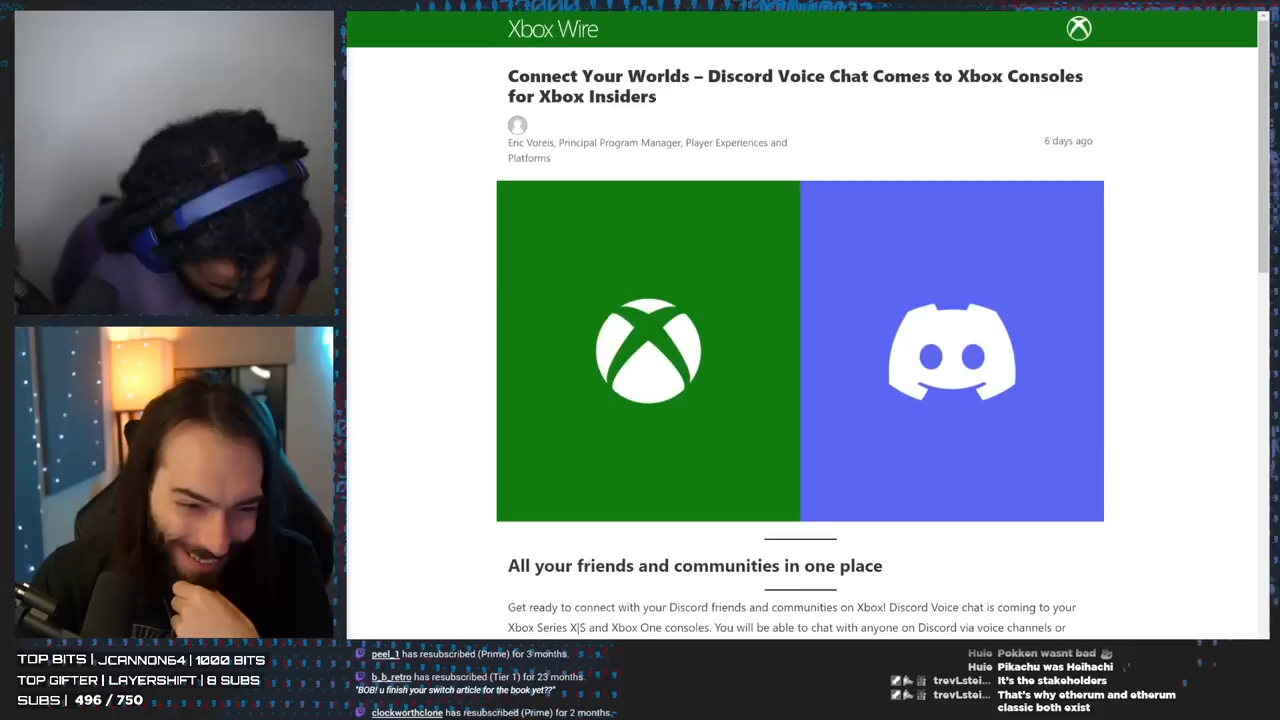 Xbox Wire
Connect Your Worlds – Discord Voice Chat Comes to Xbox Consoles
for Xbox Insiders
Eric Voreis, Principal Program Manager, Player Experiences and
Platforms
6 days ago
All your friends and communities in one place
Get ready to connect with your Discord friends and communities on Xbox! Discord Voice chat is coming to your
Xbox Series X|S and Xbox One consoles. You will be able to chat with anyone on Discord via voice channels or
TOP BITS | JCANNON64 | 1000 BITS
TOP GIFTER | LAYERSHIFT | 8 SUBS
SUBS | 496 / 750
peel_1 has resubscribed (Prime) for 3 months.
b_b_retro has resubscribed (Tier 1) for 23 months.
"BOB! u finish your switch article for the book yet??"
clockworthclone has resubscribed (Prime) for 2 months.
Huie Pokken wasnt bad
Huie Pikachu was Heihachi
trevLstei... It's the stakeholders
trevLstei... That's why etherum and etherum
classic both exist